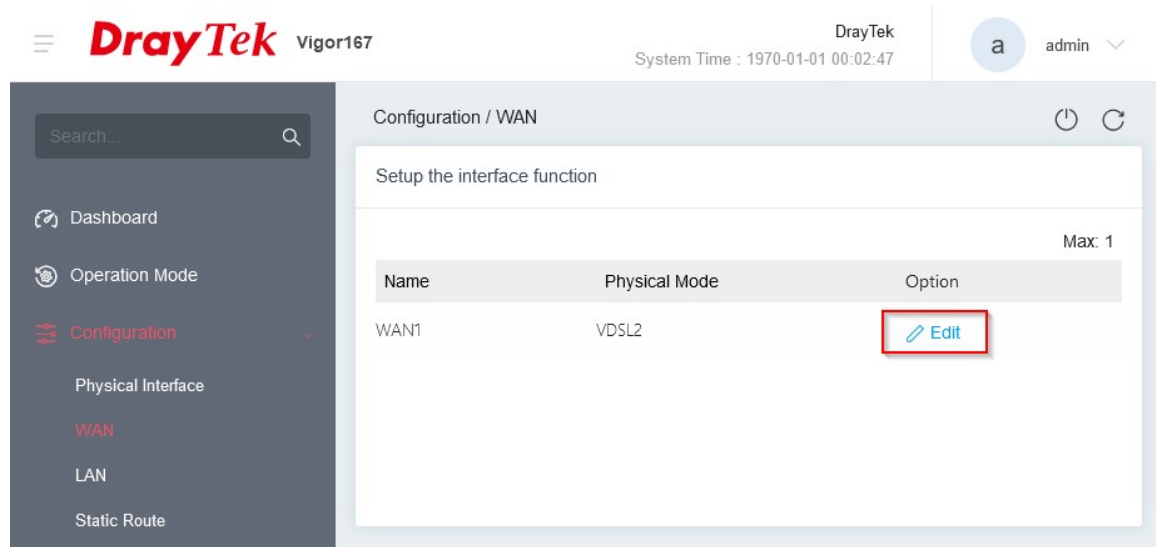 DrayTek Vigor167
DrayTek
System Time : 1970-01-01 00:02:47
a admin
Search...
Dashboard
Operation Mode
Configuration
Physical Interface
WAN
LAN
Static Route
Configuration / WAN
Setup the interface function
Max: 1
Name Physical Mode Option
WAN1 VDSL2 Edit